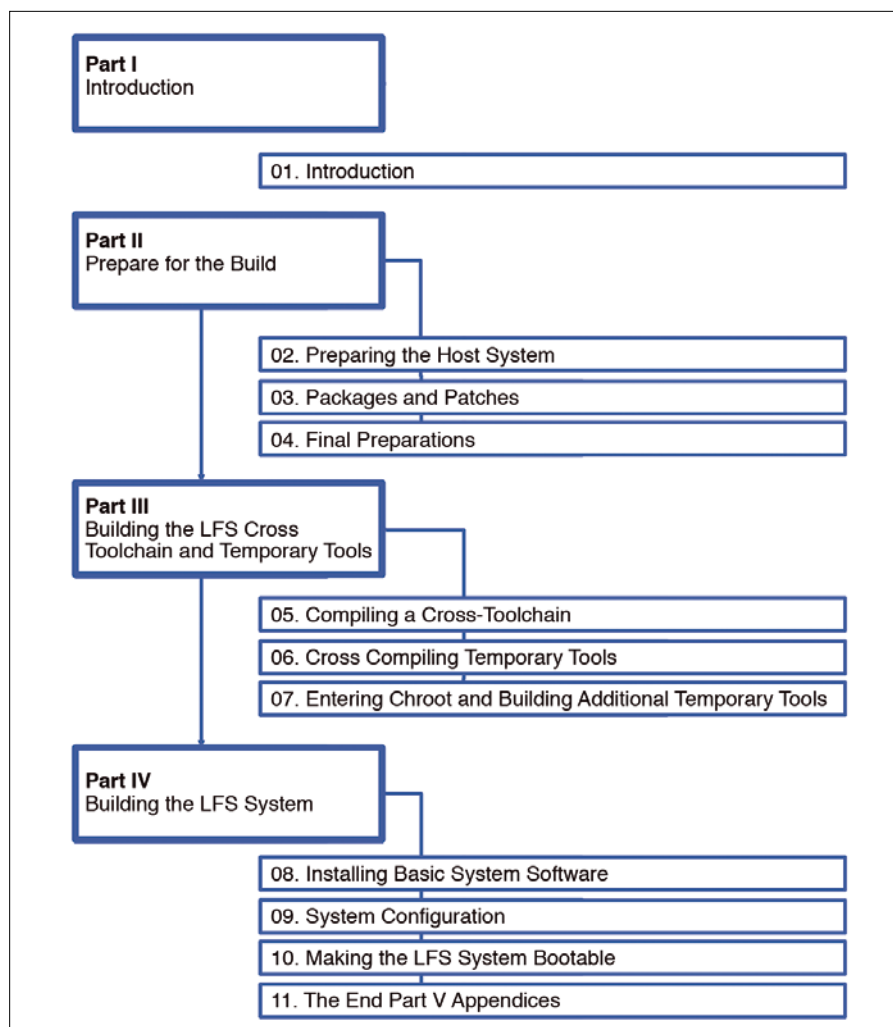 Part I
Introduction
01. Introduction
Part II
Prepare for the Build
02. Preparing the Host System
03. Packages and Patches
04. Final Preparations
Part III
Building the LFS Cross
Toolchain and Temporary Tools
05. Compiling a Cross-Toolchain
06. Cross Compiling Temporary Tools
07. Entering Chroot and Building Additional Temporary Tools
Part IV
Building the LFS System
08. Installing Basic System Software
09. System Configuration
10. Making the LFS System Bootable
11. The End Part V Appendices